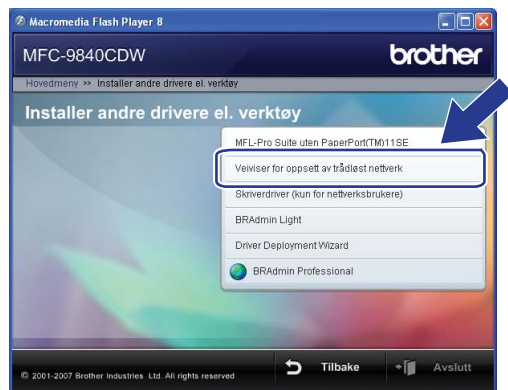 Macromedia Flash Player 8
MFC-9840CDW
brother
Hovedmeny >> Installer andre drivere el. verktøy
Installer andre drivere el. verktøy
MFL-Pro Suite uten PaperPort(TM)11SE
Veiviser for oppsett av trådløst nettverk
Skriverdriver (kun for nettverksbrukere)
BRAdmin Light
Driver Deployment Wizard
BRAdmin Professional
© 2001-2007 Brother Industries Ltd. All rights reserved
Tilbake
Avslutt